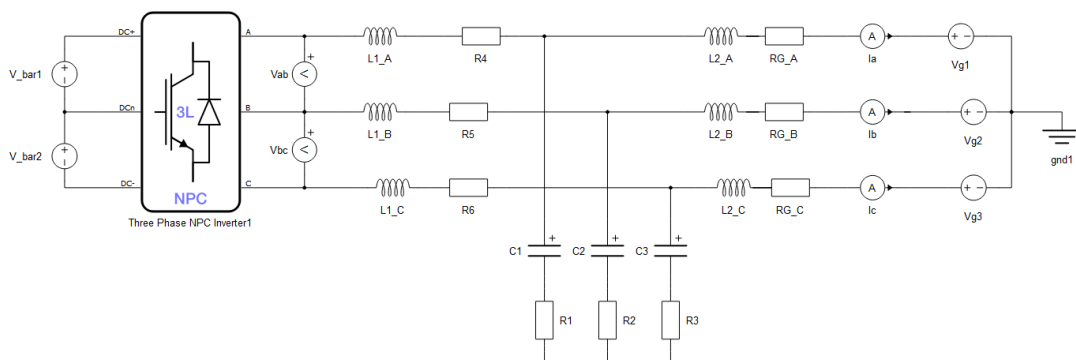 DC+
A
L1_A
R4
L2_A
RG_A
A
Ia
+ −
Vg1
V_bar1
+
−
Vab
+
<
DCn
3L
B
L1_B
R5
L2_B
RG_B
A
Ib
+ −
Vg2
V_bar2
+
−
Vbc
+
<
gnd1
DC-
NPC
C
L1_C
R6
L2_C
RG_C
A
Ic
+ −
Vg3
Three Phase NPC Inverter1
C1
+
C2
+
C3
+
R1
R2
R3